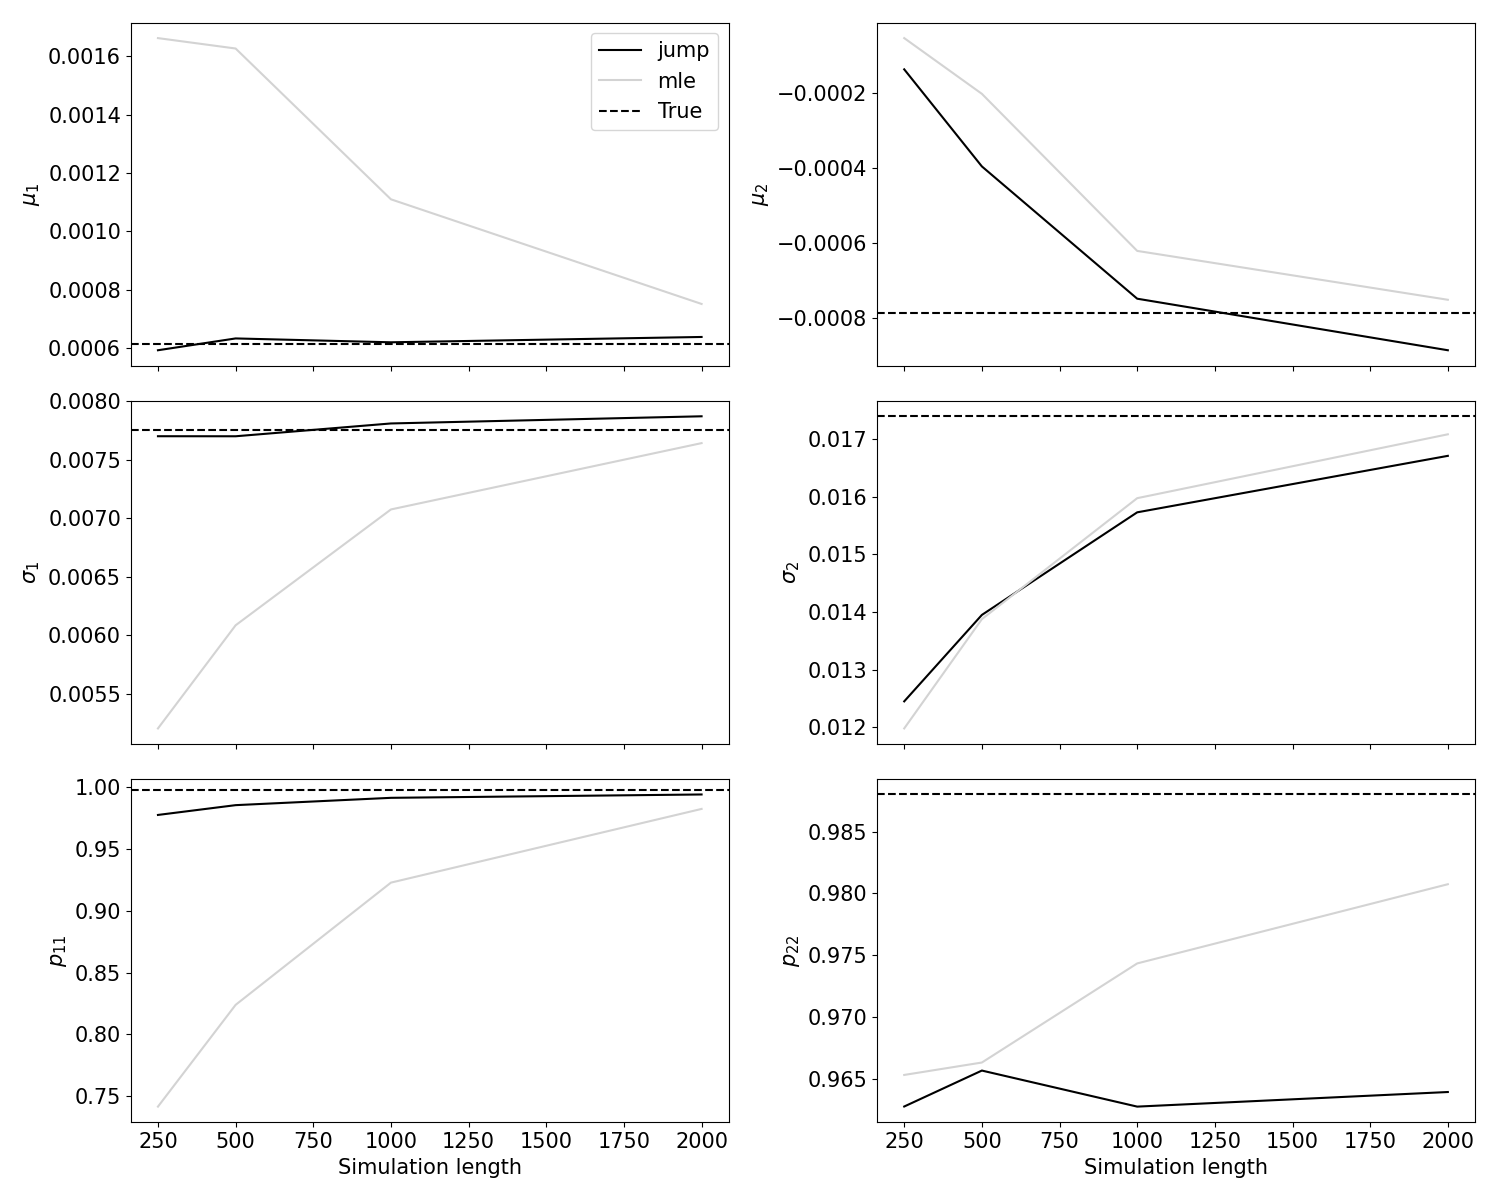 0.0016
0.0014
0.0012
0.0010
0.0008
0.0006
μ1
jump
mle
True
−0.0002
−0.0004
−0.0006
−0.0008
μ2
0.0080
0.0075
0.0070
0.0065
0.0060
0.0055
σ1
0.017
0.016
0.015
0.014
0.013
0.012
σ2
1.00
0.95
0.90
0.85
0.80
0.75
p11
250 500 750 1000 1250 1500 1750 2000
Simulation length
0.985
0.980
0.975
0.970
0.965
p22
250 500 750 1000 1250 1500 1750 2000
Simulation length